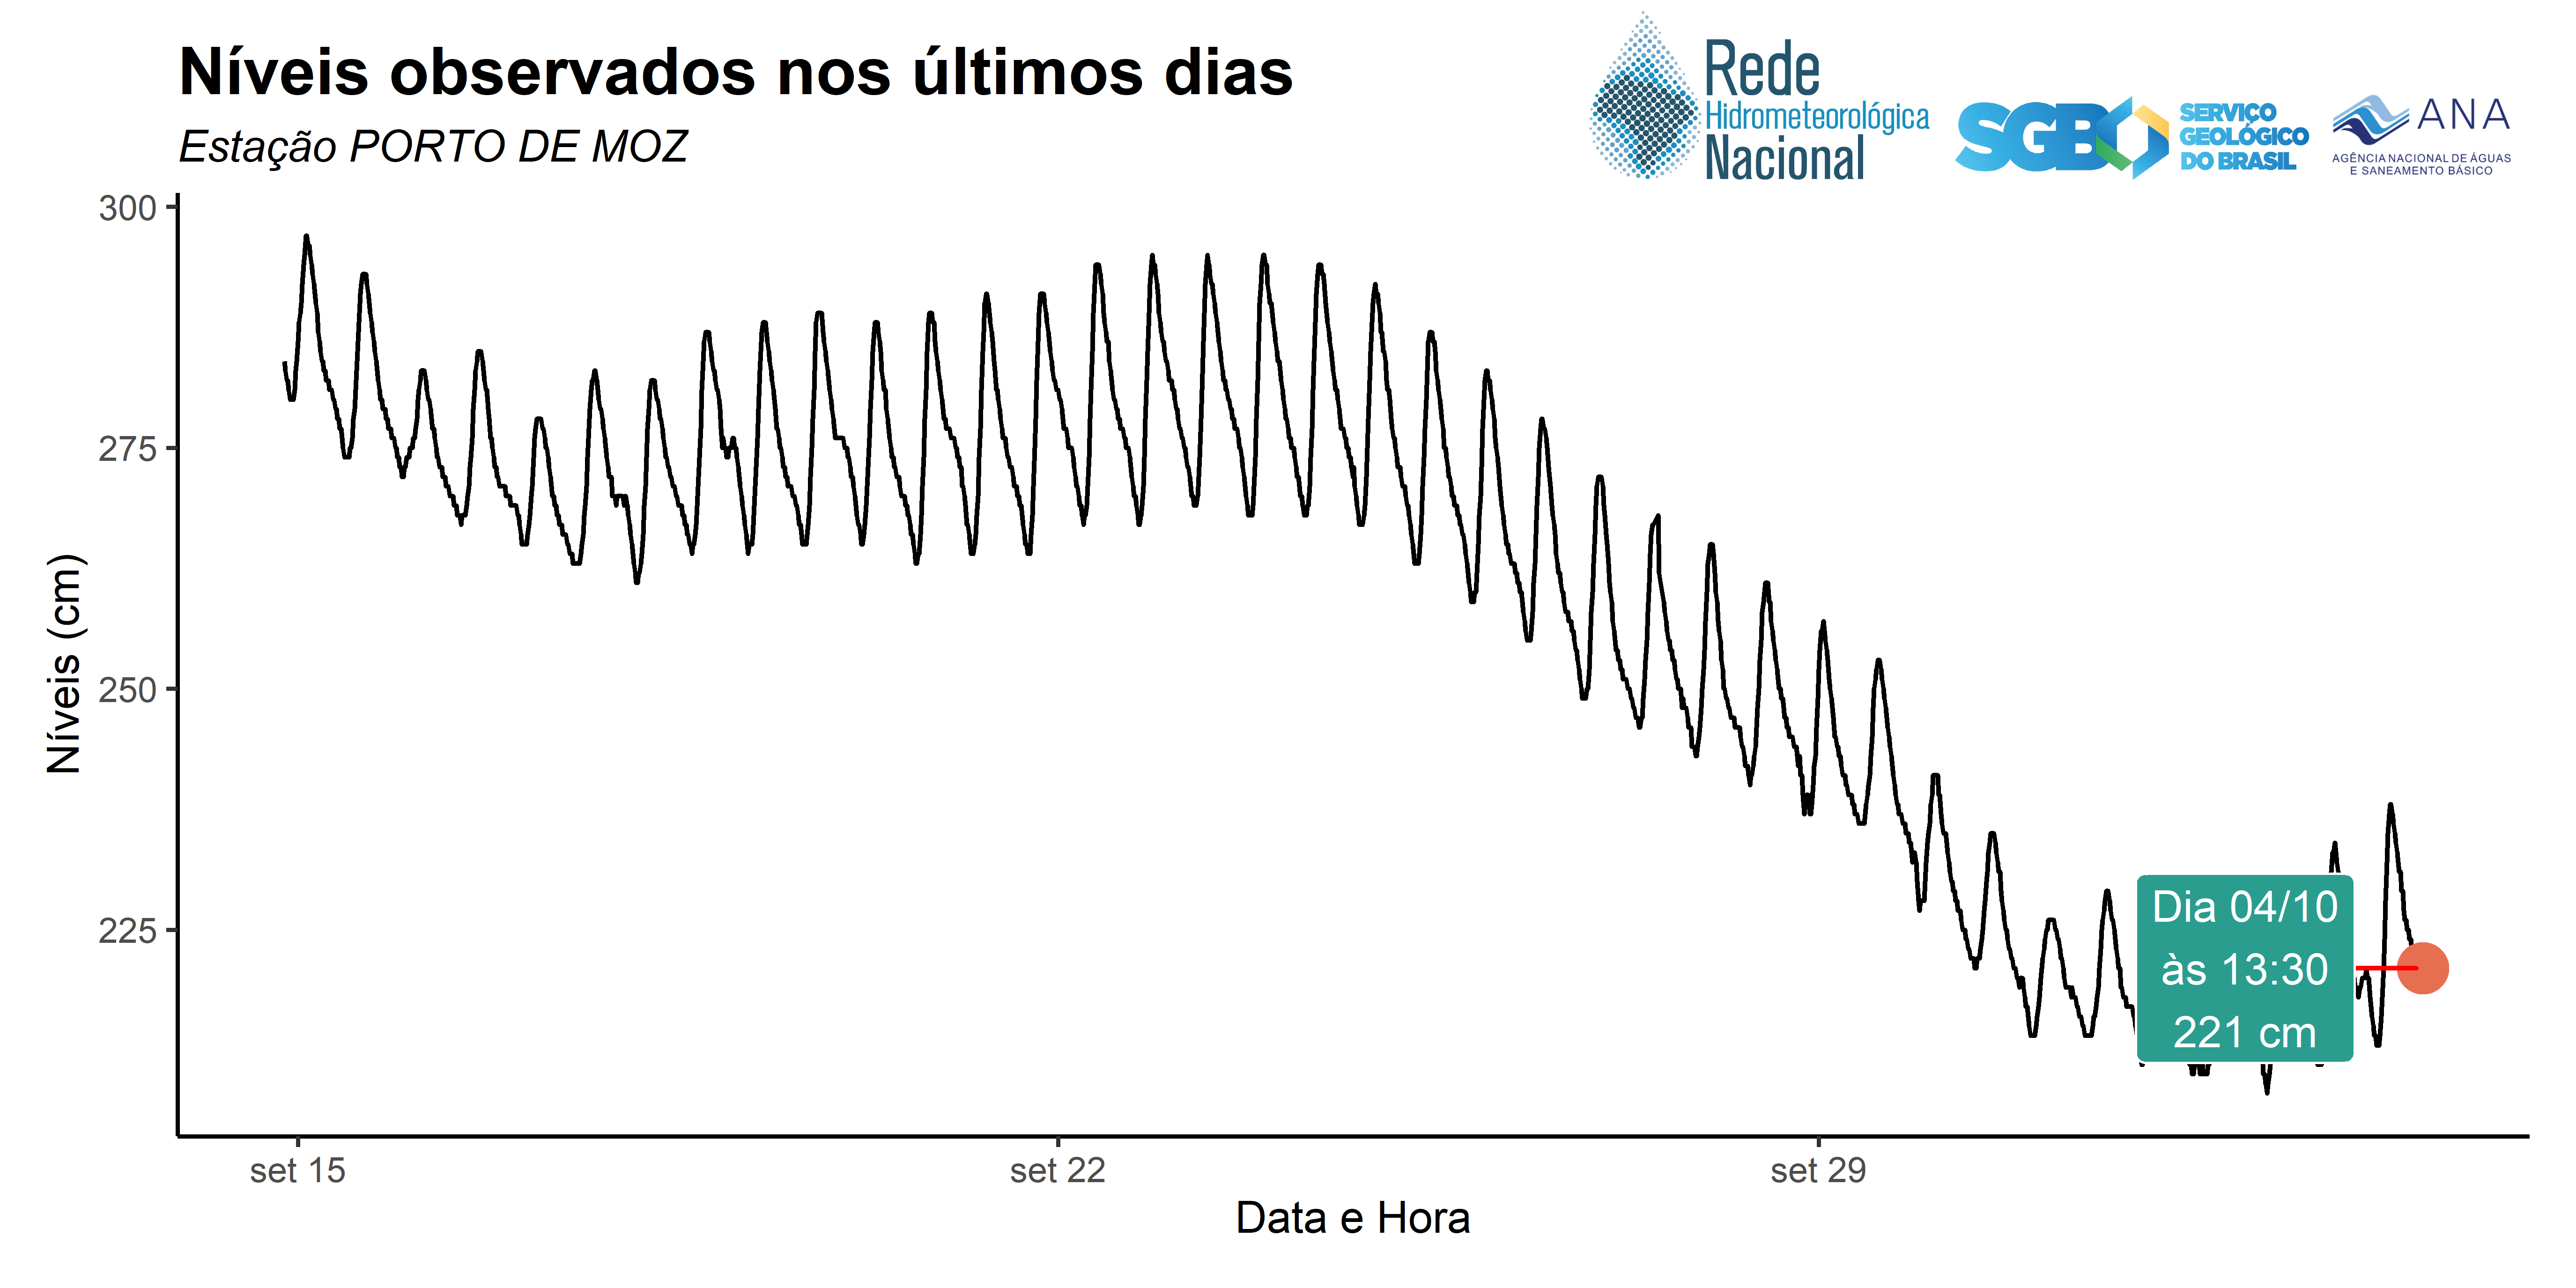 Níveis observados nos últimos dias
Estação PORTO DE MOZ
Rede
Hidrometeorológica
Nacional
SGB
SERVIÇO
GEOLÓGICO
DO BRASIL
ANA
AGÊNCIA NACIONAL DE ÁGUAS
E SANEAMENTO BÁSICO
Níveis (cm)
300
275
250
225
Dia 04/10
às 13:30
221 cm
set 15
set 22
set 29
Data e Hora